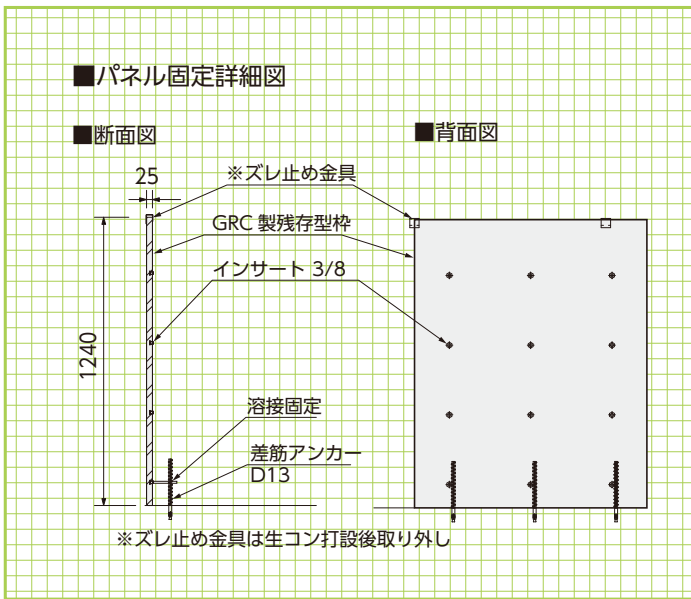 ■パネル固定詳細図
■断面図
■背面図
25
※ズレ止め金具
GRC 製残存型枠
インサート 3/8
1240
溶接固定
差筋アンカー
D13
※ズレ止め金具は生コン打設後取り外し